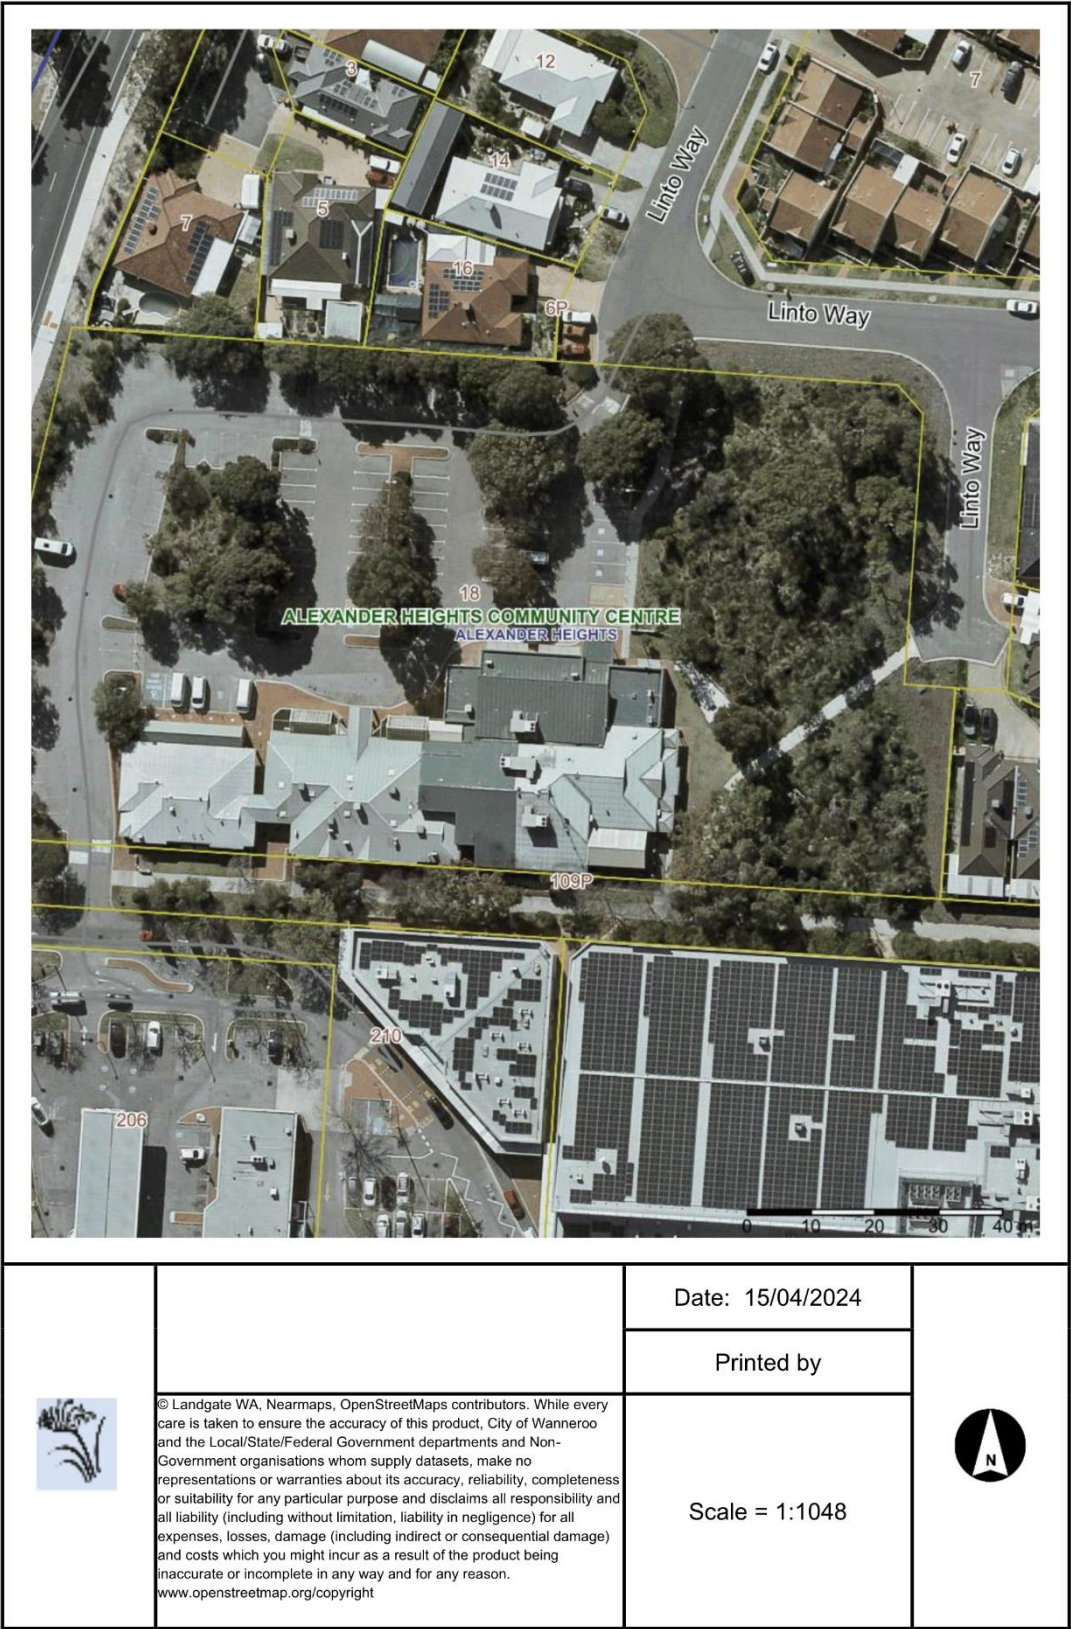 3
12
7
Linto Way
14
5
7
16
6P
Linto Way
Linto Way
18
ALEXANDER HEIGHTS COMMUNITY CENTRE
ALEXANDER HEIGHTS
109P
210
206
0 10 20 30 40 m
Date: 15/04/2024
Printed by
© Landgate WA, Nearmaps, OpenStreetMaps contributors. While every
care is taken to ensure the accuracy of this product, City of Wanneroo
and the Local/State/Federal Government departments and Non-
Government organisations whom supply datasets, make no
representations or warranties about its accuracy, reliability, completeness
or suitability for any particular purpose and disclaims all responsibility and
all liability (including without limitation, liability in negligence) for all
expenses, losses, damage (including indirect or consequential damage)
and costs which you might incur as a result of the product being
inaccurate or incomplete in any way and for any reason.
www.openstreetmap.org/copyright
Scale = 1:1048
N